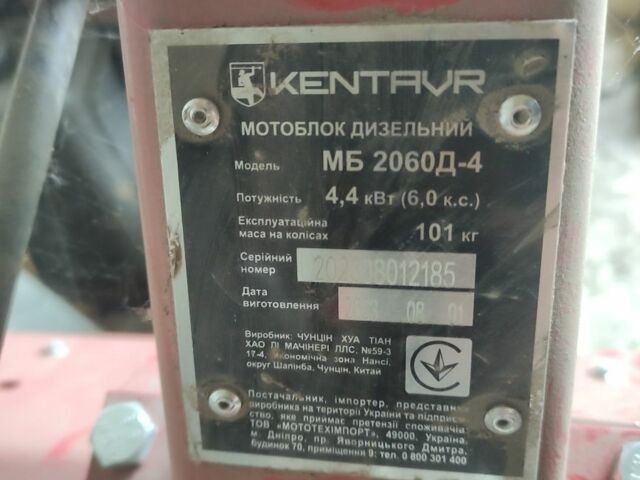 KENTAVR
МОТОБЛОК ДИЗЕЛЬНИЙ
Модель МБ 2060Д-4
Потужність 4,4 кВт (6,0 к.с.)
Експлуатаційна
маса на колісах 101 кг
Серійний
номер 012185
Дата
виготовлення 08 01
Виробник: ЧУНЦІН ХУА ТІАН
ХАО ПІ МАЧІНЕРІ ЛЛС, №59-3
17-4, Економічна зона Нансі,
округ Шапінба, Чунцін, Китай
Постачальник, імпортер, представник
виробника на території України та підприєм-
ство, яке приймає претензії споживачів:
ТОВ «МОТОТЕХІМПОРТ», 49000, Україна,
м. Дніпро, пр. Яворницького Дмитра,
будинок 70, приміщення 9: тел. 0 800 301 400